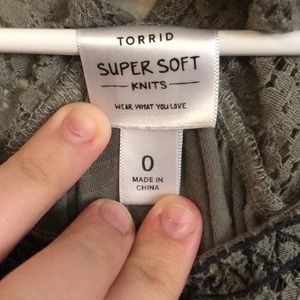 TORRID
SUPER SOFT
KNITS
WEAR WHAT YOU LOVE
0
MADE IN
CHINA